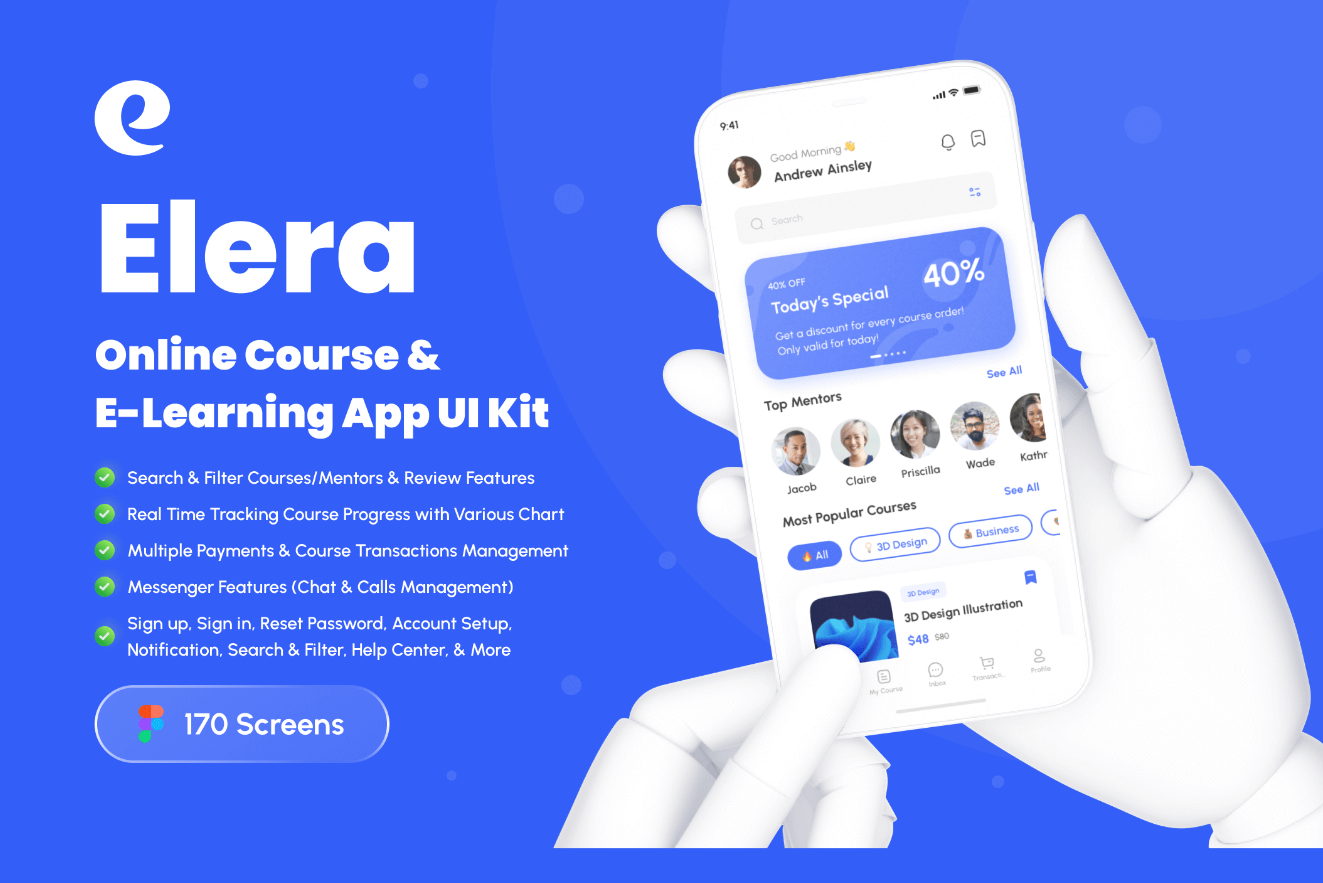 Elera
Online Course &
E-Learning App UI Kit
Search & Filter Courses/Mentors & Review Features
Real Time Tracking Course Progress with Various Chart
Multiple Payments & Course Transactions Management
Messenger Features (Chat & Calls Management)
Sign up, Sign in, Reset Password, Account Setup,
Notification, Search & Filter, Help Center, & More
170 Screens
9:41
Good Morning 👋
Andrew Ainsley
Search
40% OFF
40%
Today's Special
Get a discount for every course order!
Only valid for today!
Top Mentors
See All
Jacob
Claire
Priscilla
Wade
Kathr
Most Popular Courses
See All
🔥 All
💡 3D Design
💰 Business
3D Design
3D Design Illustration
$48 $80
My Course
Inbox
Transacti...
Profile